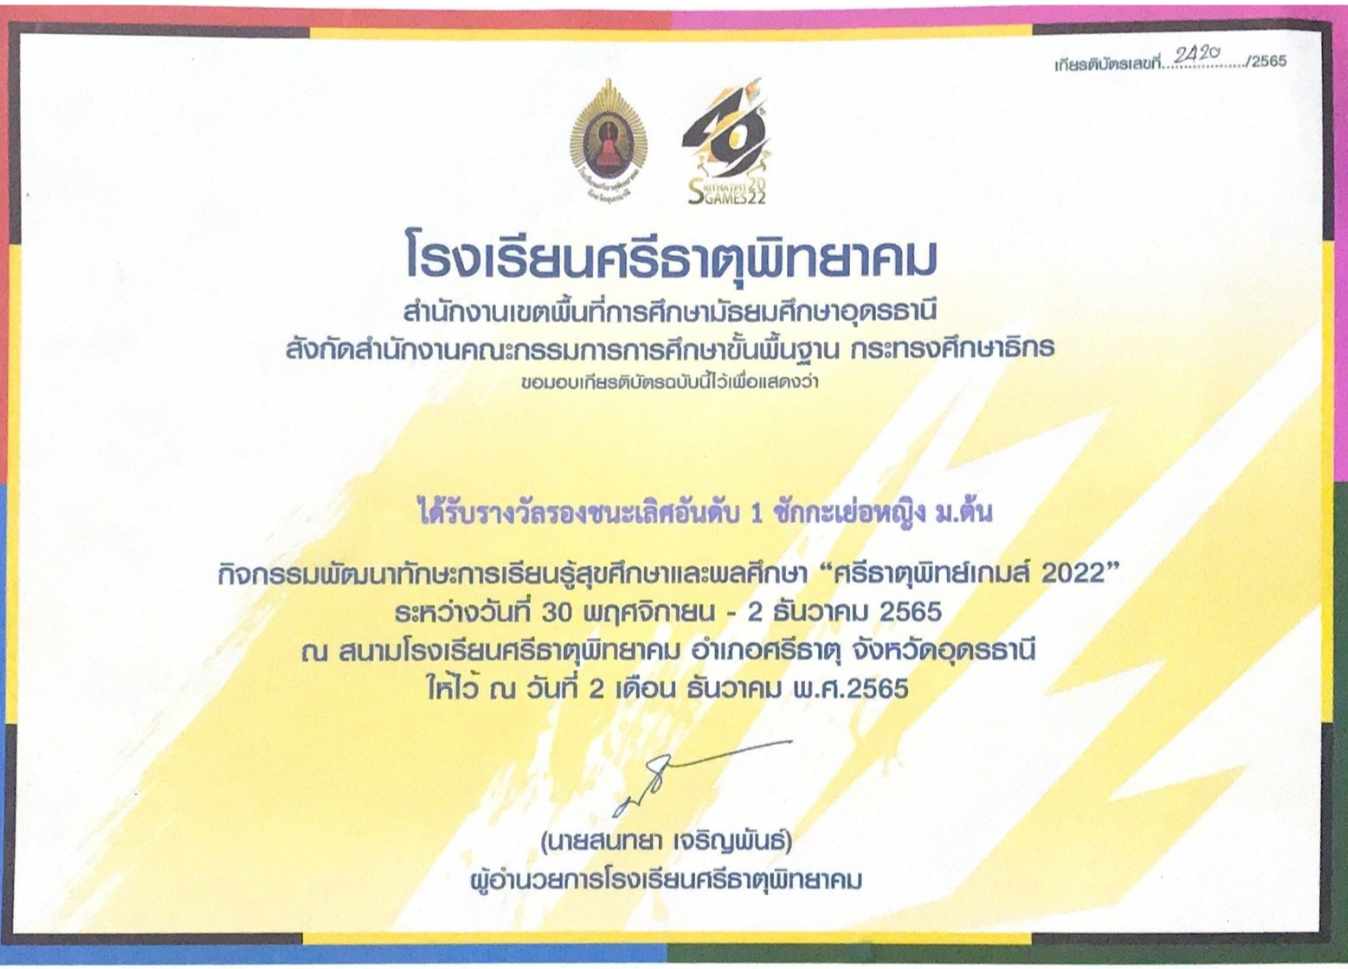 เกียรติบัตรเลขที่ 2420 /2565
40
SRITHATPIT 2022
GAMES
โรงเรียนศรีธาตุพิทยาคม
สำนักงานเขตพื้นที่การศึกษามัธยมศึกษาอุดรธานี
สังกัดสำนักงานคณะกรรมการการศึกษาขั้นพื้นฐาน กระทรงศึกษาธิกร
ขอมอบเกียรติบัตรฉบับนี้ไว้เพื่อแสดงว่า
ได้รับรางวัลรองชนะเลิศอันดับ 1 ชักกะเย่อหญิง ม.ต้น
กิจกรรมพัฒนาทักษะการเรียนรู้สุขศึกษาและพลศึกษา “ศรีธาตุพิทย์เกมส์ 2022”
ระหว่างวันที่ 30 พฤศจิกายน - 2 ธันวาคม 2565
ณ สนามโรงเรียนศรีธาตุพิทยาคม อำเภอศรีธาตุ จังหวัดอุดรธานี
ให้ไว้ ณ วันที่ 2 เดือน ธันวาคม พ.ศ.2565
(นายสนทยา เจริญพันธ์)
ผู้อำนวยการโรงเรียนศรีธาตุพิทยาคม